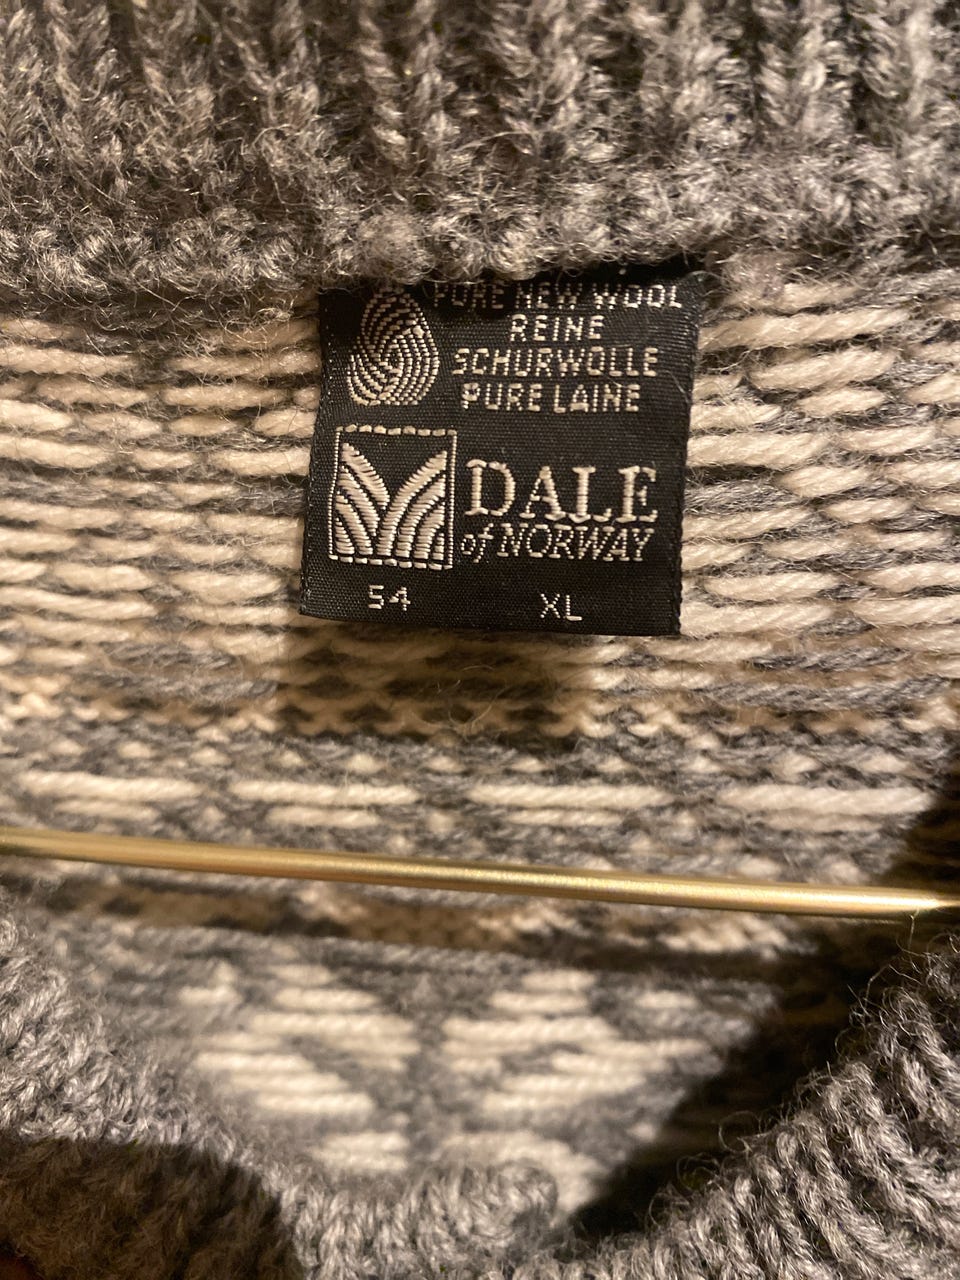 PURE NEW WOOL
REINE
SCHURWOLLE
PURE LAINE
DALE
of NORWAY
54 XL